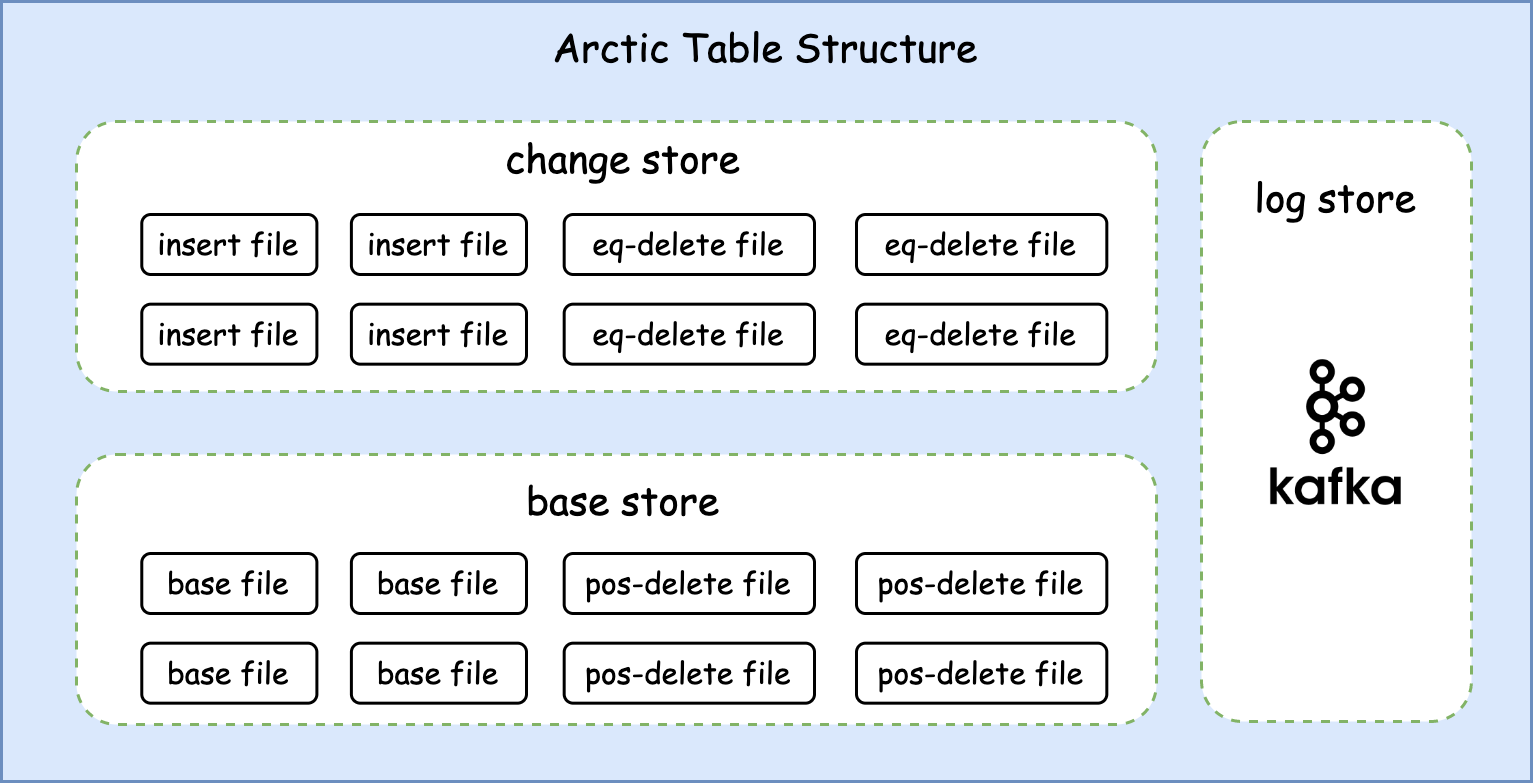 Arctic Table Structure
change store
insert file insert file eq-delete file eq-delete file
insert file insert file eq-delete file eq-delete file
base store
base file base file pos-delete file pos-delete file
base file base file pos-delete file pos-delete file
log store
kafka